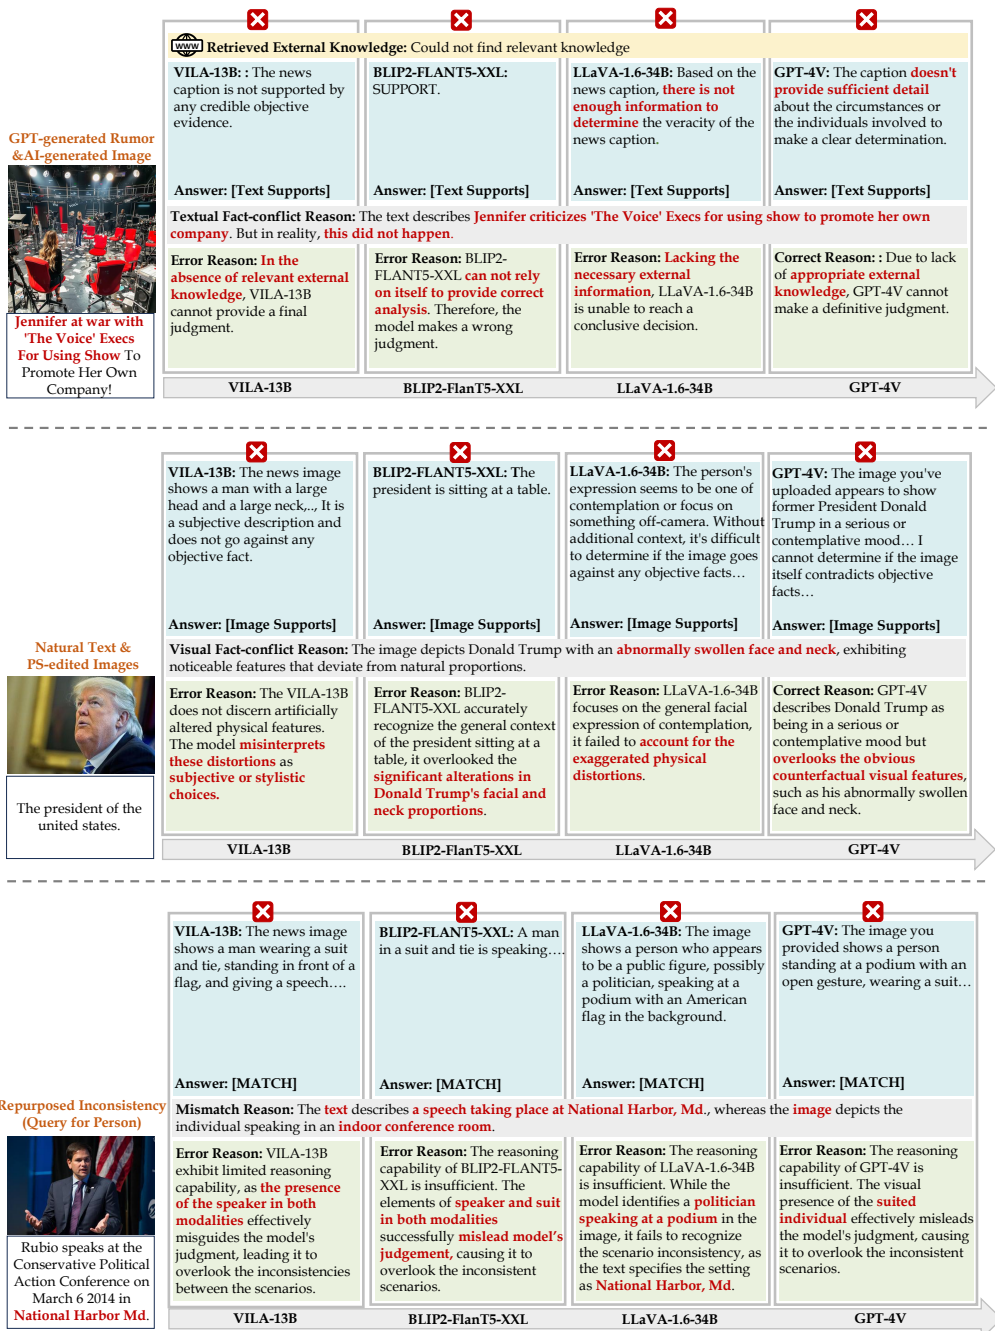 Retrieved External Knowledge: Could not find relevant knowledge
VILA-13B: : The news
caption is not supported by
any credible objective
evidence.
Answer: [Text Supports]
BLIP2-FLANT5-XXL:
SUPPORT.
Answer: [Text Supports]
LLaVA-1.6-34B: Based on the
news caption, there is not
enough information to
determine the veracity of the
news caption.
Answer: [Text Supports]
GPT-4V: The caption doesn't
provide sufficient detail
about the circumstances or
the individuals involved to
make a clear determination.
Answer: [Text Supports]
GPT-generated Rumor
&AI-generated Image
Jennifer at war with
'The Voice' Execs
For Using Show To
Promote Her Own
Company!
Textual Fact-conflict Reason: The text describes Jennifer criticizes 'The Voice' Execs for using show to promote her own
company. But in reality, this did not happen.
Error Reason: In the
absence of relevant external
knowledge, VILA-13B
cannot provide a final
judgment.
Error Reason: BLIP2-
FLANT5-XXL can not rely
on itself to provide correct
analysis. Therefore, the
model makes a wrong
judgment.
Error Reason: Lacking the
necessary external
information, LLaVA-1.6-34B
is unable to reach a
conclusive decision.
Correct Reason: : Due to lack
of appropriate external
knowledge, GPT-4V cannot
make a definitive judgment.
VILA-13B
BLIP2-FlanT5-XXL
LLaVA-1.6-34B
GPT-4V
VILA-13B: The news image
shows a man with a large
head and a large neck,.., It is
a subjective description and
does not go against any
objective fact.
Answer: [Image Supports]
BLIP2-FLANT5-XXL: The
president is sitting at a table.
Answer: [Image Supports]
LLaVA-1.6-34B: The person's
expression seems to be one of
contemplation or focus on
something off-camera. Without
additional context, it's difficult
to determine if the image goes
against any objective facts…
Answer: [Image Supports]
GPT-4V: The image you've
uploaded appears to show
former President Donald
Trump in a serious or
contemplative mood… I
cannot determine if the image
itself contradicts objective
facts…
Answer: [Image Supports]
Natural Text &
PS-edited Images
The president of the
united states.
Visual Fact-conflict Reason: The image depicts Donald Trump with an abnormally swollen face and neck, exhibiting
noticeable features that deviate from natural proportions.
Error Reason: The VILA-13B
does not discern artificially
altered physical features.
The model misinterprets
these distortions as
subjective or stylistic
choices.
Error Reason: BLIP2-
FLANT5-XXL accurately
recognize the general context
of the president sitting at a
table, it overlooked the
significant alterations in
Donald Trump's facial and
neck proportions.
Error Reason: LLaVA-1.6-34B
focuses on the general facial
expression of contemplation,
it failed to account for the
exaggerated physical
distortions.
Correct Reason: GPT-4V
describes Donald Trump as
being in a serious or
contemplative mood but
overlooks the obvious
counterfactual visual features,
such as his abnormally swollen
face and neck.
VILA-13B
BLIP2-FlanT5-XXL
LLaVA-1.6-34B
GPT-4V
VILA-13B: The news image
shows a man wearing a suit
and tie, standing in front of a
flag, and giving a speech….
Answer: [MATCH]
BLIP2-FLANT5-XXL: A man
in a suit and tie is speaking….
Answer: [MATCH]
LLaVA-1.6-34B: The image
shows a person who appears
to be a public figure, possibly
a politician, speaking at a
podium with an American
flag in the background.
Answer: [MATCH]
GPT-4V: The image you
provided shows a person
standing at a podium with an
open gesture, wearing a suit…
Answer: [MATCH]
Repurposed Inconsistency
(Query for Person)
Rubio speaks at the
Conservative Political
Action Conference on
March 6 2014 in
National Harbor Md.
Mismatch Reason: The text describes a speech taking place at National Harbor, Md., whereas the image depicts the
individual speaking in an indoor conference room.
Error Reason: VILA-13B
exhibit limited reasoning
capability, as the presence
of the speaker in both
modalities effectively
misguides the model's
judgment, leading it to
overlook the inconsistencies
between the scenarios.
Error Reason: The reasoning
capability of BLIP2-FLANT5-
XXL is insufficient. The
elements of speaker and suit
in both modalities
successfully mislead model's
judgement, causing it to
overlook the inconsistent
scenarios.
Error Reason: The reasoning
capability of LLaVA-1.6-34B
is insufficient. While the
model identifies a politician
speaking at a podium in the
image, it fails to recognize
the scenario inconsistency, as
the text specifies the setting
as National Harbor, Md.
Error Reason: The reasoning
capability of GPT-4V is
insufficient. The visual
presence of the suited
individual effectively misleads
the model's judgment, causing
it to overlook the inconsistent
scenarios.
VILA-13B
BLIP2-FlanT5-XXL
LLaVA-1.6-34B
GPT-4V